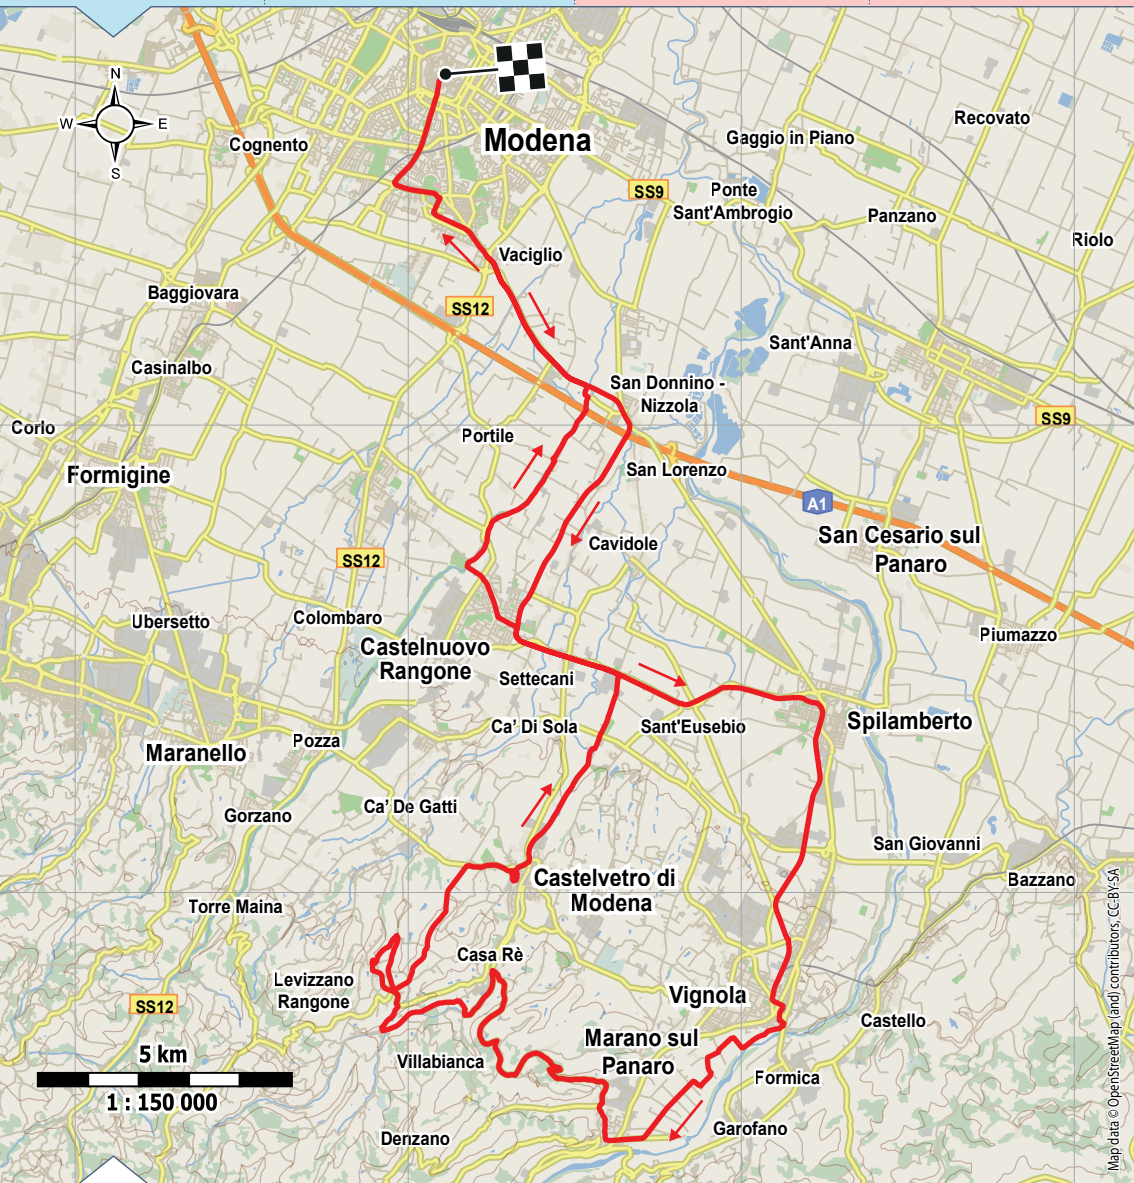 N
W
E
S
Cognento
Modena
Gaggio in Piano
Recovato
SS9
Ponte
Sant'Ambrogio
Panzano
Riolo
Vaciglio
Baggiovara
SS12
Sant'Anna
Casinalbo
San Donnino -
Nizzola
SS9
Corlo
Portile
Formigine
San Lorenzo
A1
San Cesario sul
Panaro
Cavidole
SS12
Ubersetto
Colombaro
Piumazzo
Castelnuovo
Rangone
Settecani
Ca' Di Sola
Sant'Eusebio
Spilamberto
Maranello
Pozza
Gorzano
Ca' De Gatti
San Giovanni
Castelvetro di
Modena
Bazzano
Torre Maina
Casa Rè
Levizzano
Rangone
Vignola
SS12
Castello
Marano sul
Panaro
Villabianca
Formica
5 km
1 : 150 000
Denzano
Garofano
Map data © OpenStreetMap (and) contributors, CC-BY-SA